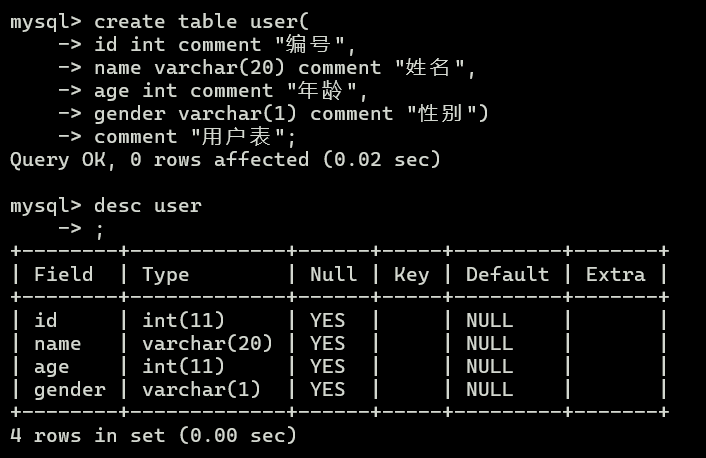 mysql> create table user(
    -> id int comment "编号",
    -> name varchar(20) comment "姓名",
    -> age int comment "年龄",
    -> gender varchar(1) comment "性别")
    -> comment "用户表";
Query OK, 0 rows affected (0.02 sec)

mysql> desc user
    -> ;
+--------+-------------+------+-----+---------+-------+
| Field  | Type        | Null | Key | Default | Extra |
+--------+-------------+------+-----+---------+-------+
| id     | int(11)     | YES  |     | NULL    |       |
| name   | varchar(20) | YES  |     | NULL    |       |
| age    | int(11)     | YES  |     | NULL    |       |
| gender | varchar(1)  | YES  |     | NULL    |       |
+--------+-------------+------+-----+---------+-------+
4 rows in set (0.00 sec)